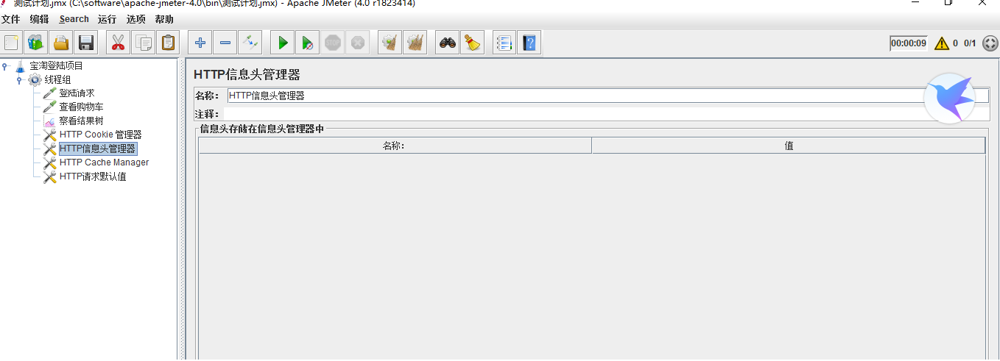 测试计划.jmx (C:\software\apache-jmeter-4.0\bin\测试计划.jmx) - Apache JMeter (4.0 r1823414)
文件 编辑 Search 运行 选项 帮助
STOP 00:00:09 0 0/1
宝淘登陆项目
线程组
登陆请求
查看购物车
察看结果树
HTTP Cookie 管理器
HTTP信息头管理器
HTTP Cache Manager
HTTP请求默认值
HTTP信息头管理器
名称: HTTP信息头管理器
注释:
信息头存储在信息头管理器中
名称: 值